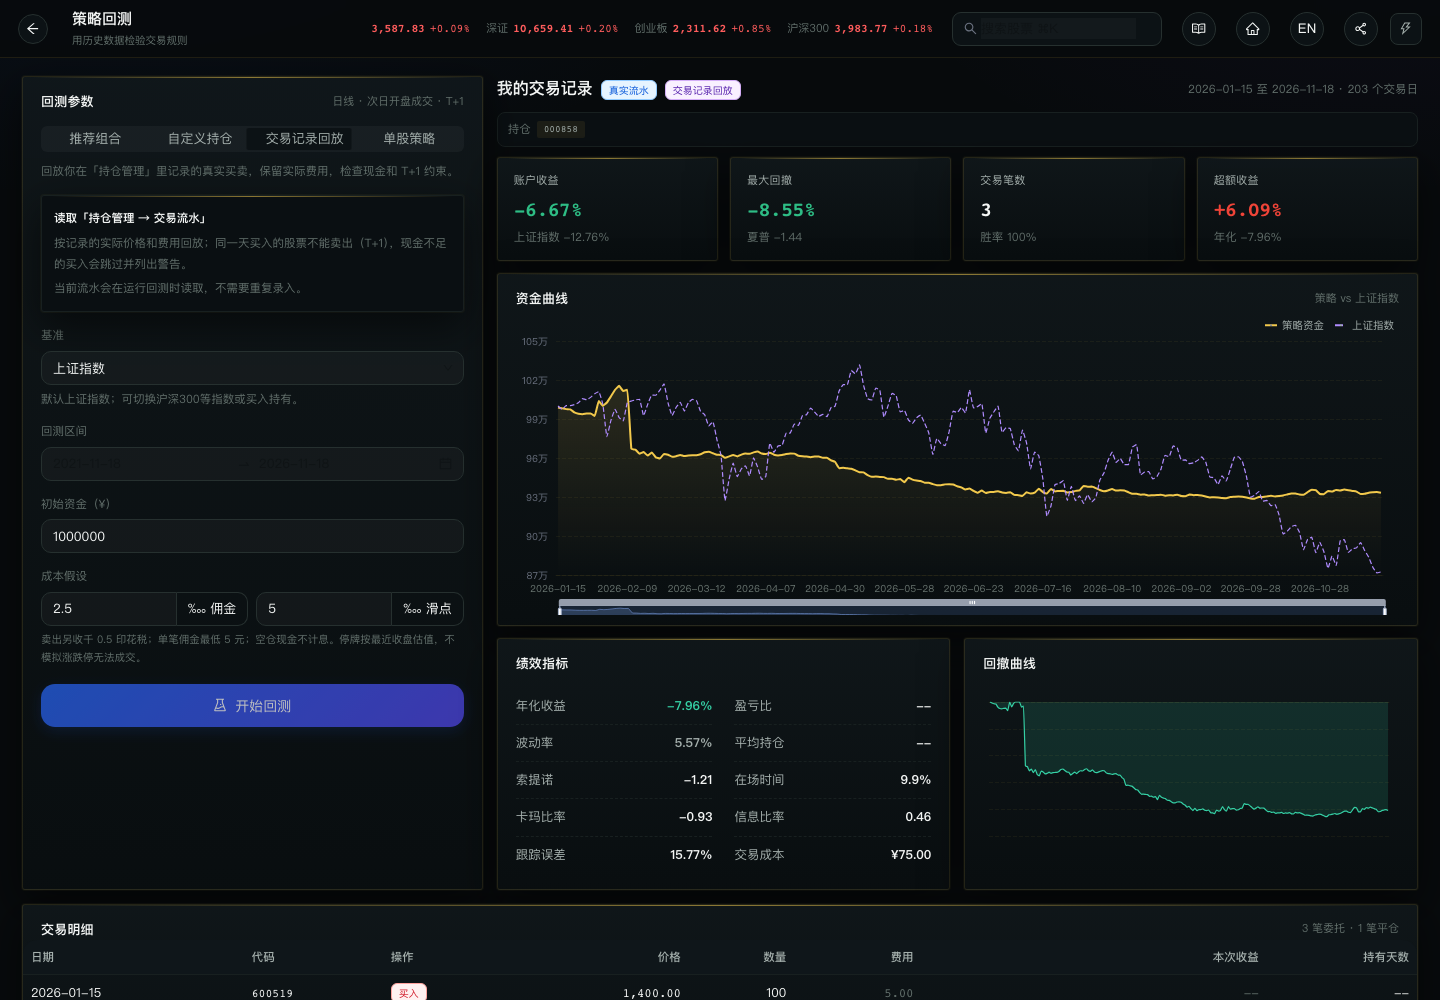 策略回测
用历史数据检验交易规则
3,587.83 +0.09% 深证 10,659.41 +0.20% 创业板 2,311.62 +0.85% 沪深300 3,983.77 +0.18%
EN
回测参数
日线 · 次日开盘成交 · T+1
推荐组合 自定义持仓 交易记录回放 单股策略
回放你在「持仓管理」里记录的真实买卖，保留实际费用，检查现金和 T+1 约束。
读取「持仓管理 → 交易流水」
按记录的实际价格和费用回放；同一天买入的股票不能卖出（T+1），现金不足
的买入会跳过并列出警告。
当前流水会在运行回测时读取，不需要重复录入。
基准
上证指数
默认上证指数；可切换沪深300等指数或买入持有。
回测区间
初始资金（¥）
1000000
成本假设
2.5 ‱ 佣金 5 ‱ 滑点
卖出另收千 0.5 印花税；单笔佣金最低 5 元；空仓现金不计息。停牌按最近收盘估值，不
模拟涨跌停无法成交。
开始回测
我的交易记录 真实流水 交易记录回放
2026-01-15 至 2026-11-18 · 203 个交易日
持仓 000858
账户收益
-6.67%
上证指数 -12.76%
最大回撤
-8.55%
夏普 -1.44
交易笔数
3
胜率 100%
超额收益
+6.09%
年化 -7.96%
资金曲线
策略 vs 上证指数
策略资金 上证指数
105万
102万
99万
96万
93万
90万
87万
2026-01-15 2026-02-09 2026-03-12 2026-04-07 2026-04-30 2026-05-28 2026-06-23 2026-07-16 2026-08-10 2026-09-02 2026-09-28 2026-10-28
绩效指标
年化收益 -7.96% 盈亏比 --
波动率 5.57% 平均持仓 --
索提诺 -1.21 在场时间 9.9%
卡玛比率 -0.93 信息比率 0.46
跟踪误差 15.77% 交易成本 ¥75.00
回撤曲线
交易明细
3 笔委托 · 1 笔平仓
日期 代码 操作 价格 数量 费用 本次收益 持有天数
2026-01-15 600519 买入 1,400.00 100 5.00 -- --